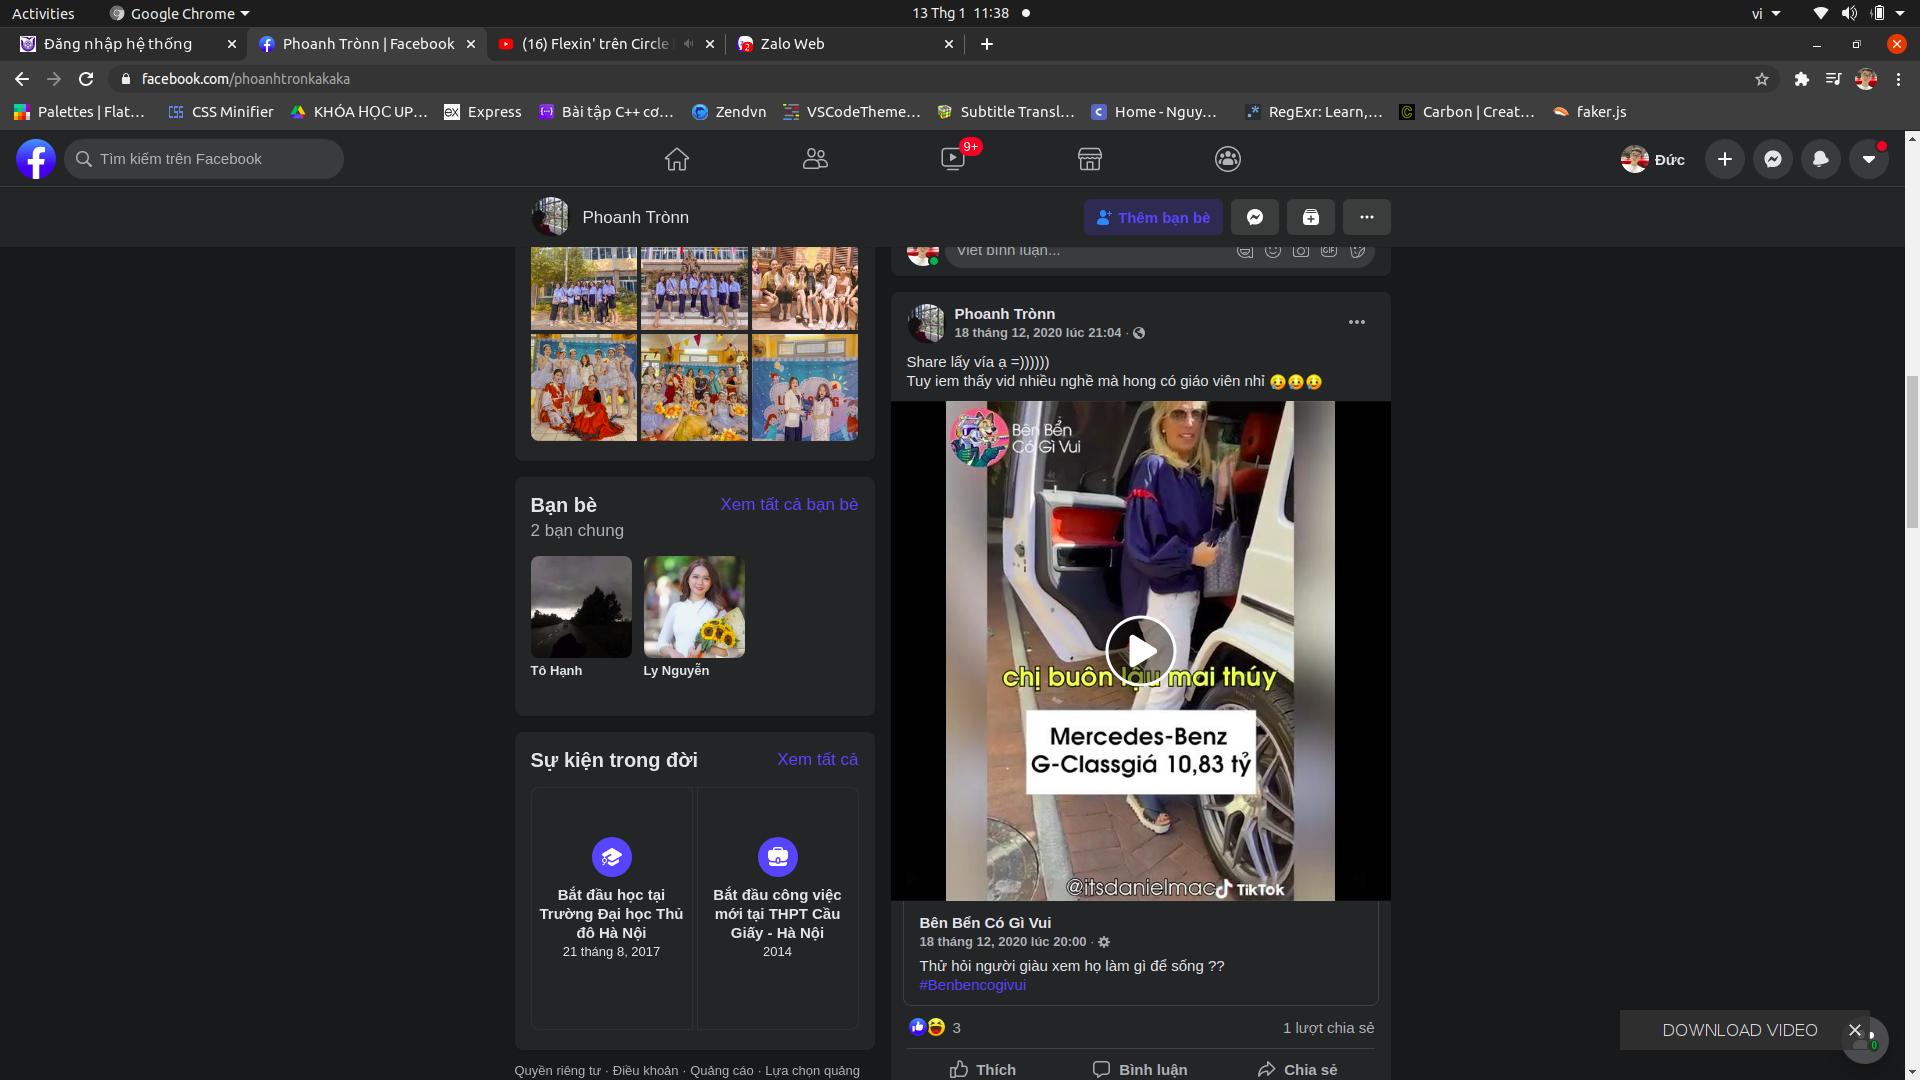 Activities
Google Chrome
13 Thg 1 11:38
vi
Đăng nhập hệ thống
Phoanh Trònn | Facebook
(16) Flexin' trên Circle
Zalo Web
facebook.com/phoanhtronkakaka
Palettes | Flat…
CSS Minifier
KHÓA HỌC UP…
Express
Bài tập C++ cơ…
Zendvn
VSCodeTheme…
Subtitle Transl…
Home - Nguy…
RegExr: Learn,…
Carbon | Creat…
faker.js
Tìm kiếm trên Facebook
9+
Đức
Phoanh Trònn
Thêm bạn bè
Viết bình luận...
Phoanh Trònn
18 tháng 12, 2020 lúc 21:04 ·
Share lấy vía ạ =))))))
Tuy iem thấy vid nhiều nghề mà hong có giáo viên nhỉ 😥😥😥
Bên Bển
Có Gì Vui
chị buôn lậu mai thúy
Mercedes-Benz
G-Classgiá 10,83 tỷ
@itsdanielmac
TikTok
Bên Bển Có Gì Vui
18 tháng 12, 2020 lúc 20:00 ·
Thử hỏi người giàu xem họ làm gì để sống ??
#Benbencogivui
3
1 lượt chia sẻ
Thích
Bình luận
Chia sẻ
Bạn bè
Xem tất cả bạn bè
2 bạn chung
Tô Hạnh
Ly Nguyễn
Sự kiện trong đời
Xem tất cả
Bắt đầu học tại
Trường Đại học Thủ
đô Hà Nội
21 tháng 8, 2017
Bắt đầu công việc
mới tại THPT Cầu
Giấy - Hà Nội
2014
Quyền riêng tư · Điều khoản · Quảng cáo · Lựa chọn quảng
DOWNLOAD VIDEO
0